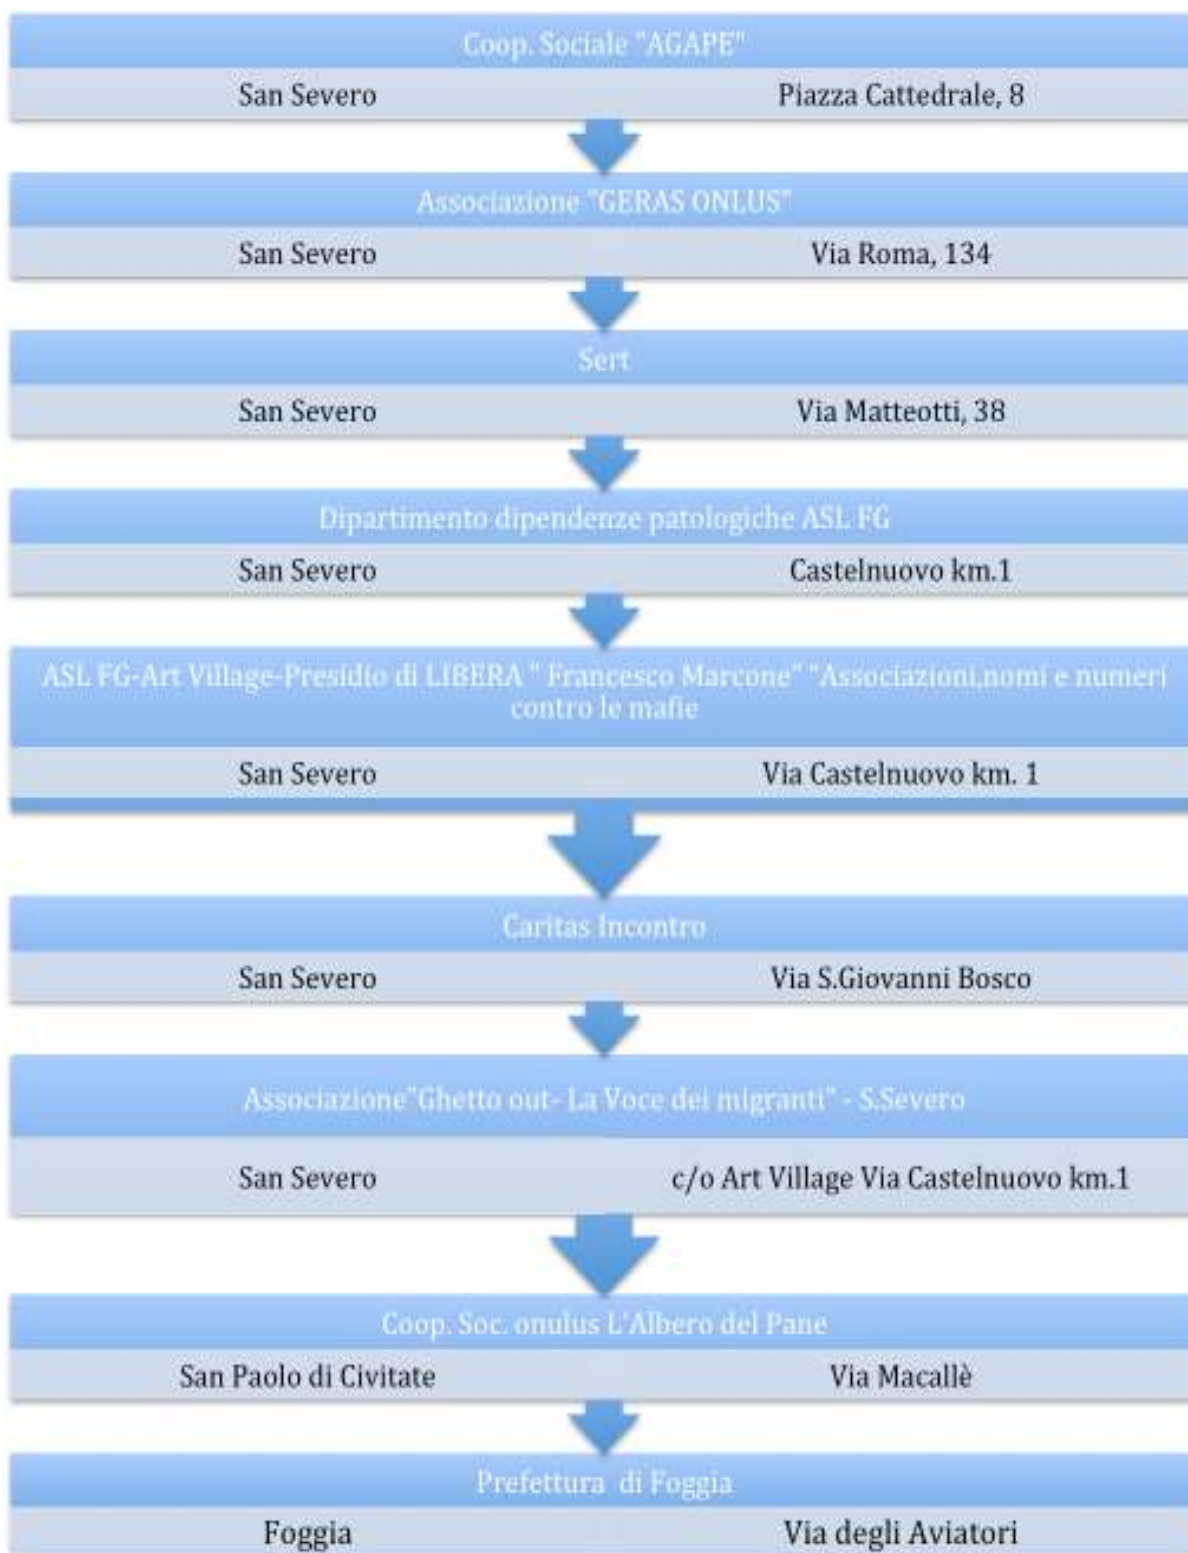 Coop. Sociale "AGAPE"
San Severo Piazza Cattedrale, 8
Associazione "GERAS ONLUS"
San Severo Via Roma, 134
Sert
San Severo Via Matteotti, 38
Dipartimento dipendenze patologiche ASL FG
San Severo Castelnuovo km.1
ASL FG-Art Village-Presidio di LIBERA " Francesco Marcone" "Associazioni,nomi e numeri
contro le mafie
San Severo Via Castelnuovo km. 1
Caritas Incontro
San Severo Via S.Giovanni Bosco
Associazione"Ghetto out- La Voce dei migranti" - S.Severo
San Severo c/o Art Village Via Castelnuovo km.1
Coop. Soc. onulus L'Albero del Pane
San Paolo di Civitate Via Macallè
Prefettura di Foggia
Foggia Via degli Aviatori